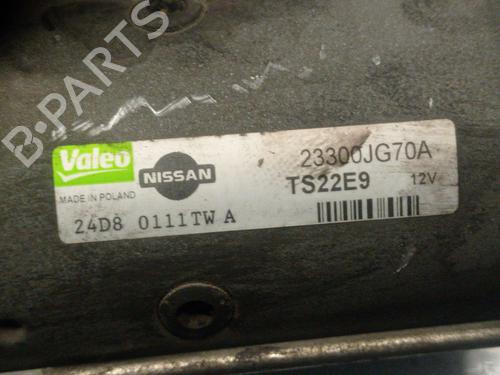 B-PARTS
Valeo
NISSAN
23300JG70A
MADE IN POLAND
TS22E9
12V
24D8 0111TW A